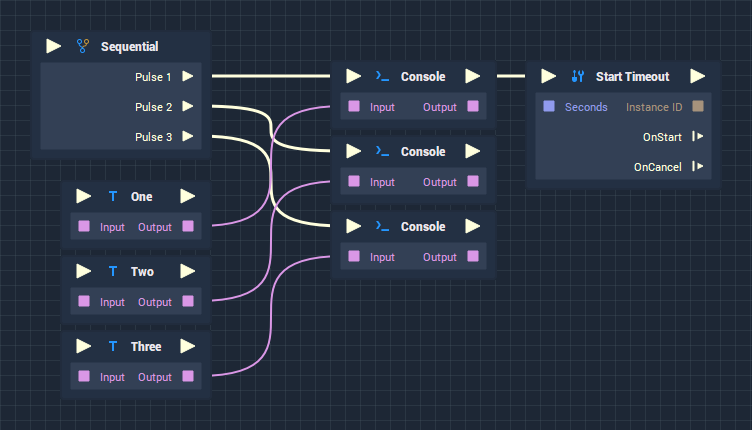 Sequential
Pulse 1
Pulse 2
Pulse 3
One
Input Output
Two
Input Output
Three
Input Output
Console
Input Output
Console
Input Output
Console
Input Output
Start Timeout
Seconds Instance ID
OnStart
OnCancel